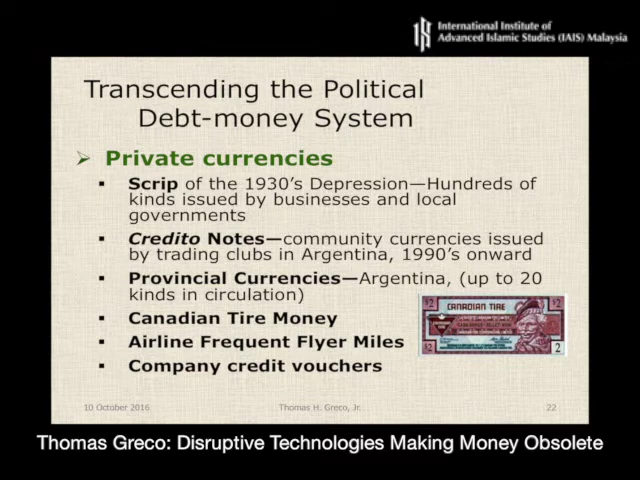 International Institute of
Advanced Islamic Studies (IAIS) Malaysia
Transcending the Political
Debt-money System
➢ Private currencies
▪ Scrip of the 1930's Depression—Hundreds of
kinds issued by businesses and local
governments
▪ Credito Notes—community currencies issued
by trading clubs in Argentina, 1990's onward
▪ Provincial Currencies—Argentina, (up to 20
kinds in circulation)
▪ Canadian Tire Money
▪ Airline Frequent Flyer Miles
▪ Company credit vouchers
$2 CANADIAN TIRE $2
$2 2
10 October 2016 Thomas H. Greco, Jr. 22
Thomas Greco: Disruptive Technologies Making Money Obsolete